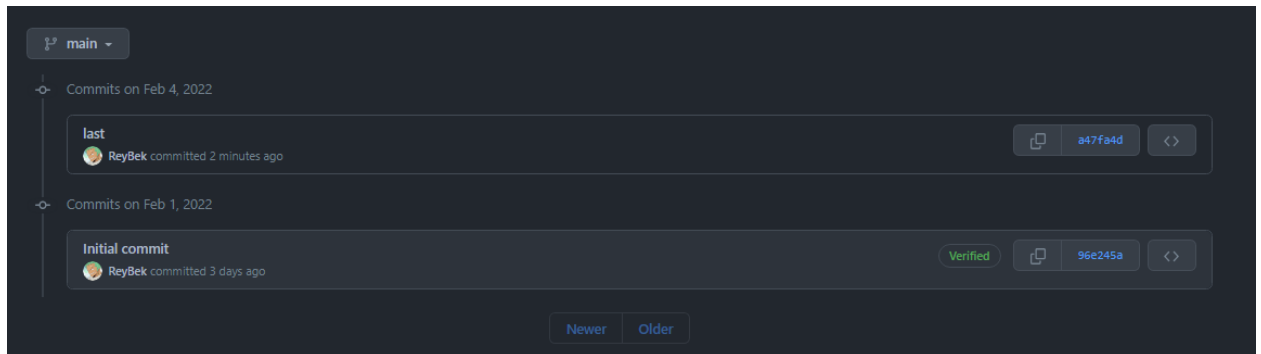 main
Commits on Feb 4, 2022
last
ReyBek committed 2 minutes ago
a47fa4d
Commits on Feb 1, 2022
Initial commit
ReyBek committed 3 days ago
Verified
96e245a
Newer Older